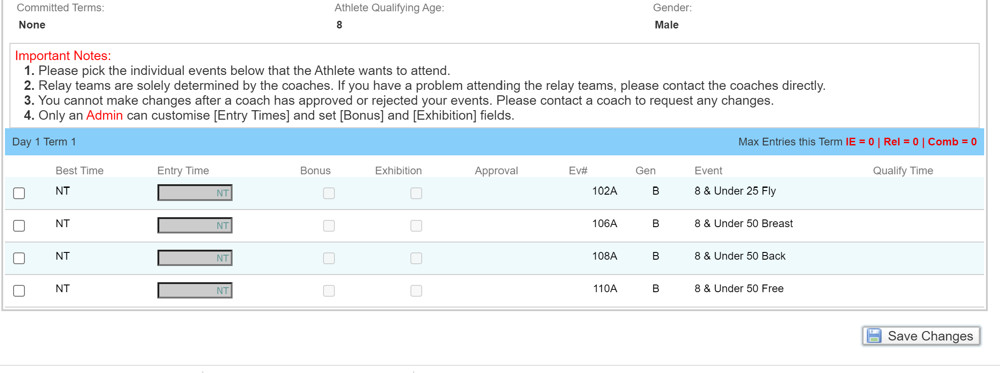 Committed Terms: Athlete Qualifying Age: Gender:
None 8 Male
Important Notes:
1. Please pick the individual events below that the Athlete wants to attend.
2. Relay teams are solely determined by the coaches. If you have a problem attending the relay teams, please contact the coaches directly.
3. You cannot make changes after a coach has approved or rejected your events. Please contact a coach to request any changes.
4. Only an Admin can customise [Entry Times] and set [Bonus] and [Exhibition] fields.
Day 1 Term 1 Max Entries this Term IE = 0 | Rel = 0 | Comb = 0
Best Time Entry Time Bonus Exhibition Approval Ev# Gen Event Qualify Time
NT NT 102A B 8 & Under 25 Fly
NT NT 106A B 8 & Under 50 Breast
NT NT 108A B 8 & Under 50 Back
NT NT 110A B 8 & Under 50 Free
Save Changes